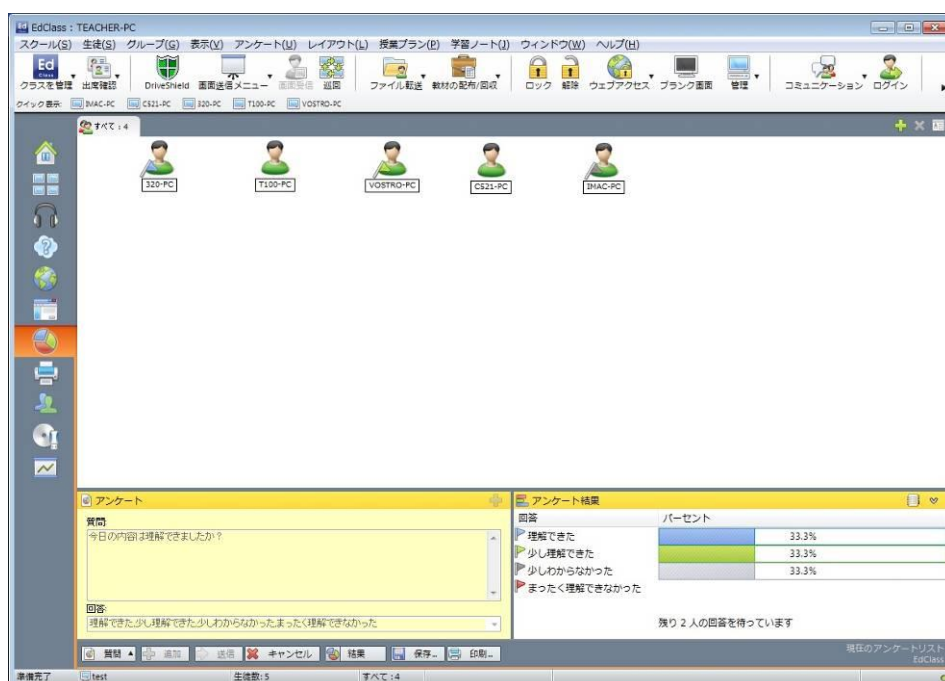 EdClass : TEACHER-PC
スクール(S) 生徒(S) グループ(G) 表示(V) アンケート(U) レイアウト(L) 授業プラン(P) 学習ノート(J) ウィンドウ(W) ヘルプ(H)
Ed
Class
クラスを管理 出席確認 DriveShield 画面送信メニュー 画面受信 巡回 ファイル転送 教材の配布/回収 ロック 解除 ウェブアクセス ブランク画面 管理 コミュニケーション ログイン
クイック表示: IMAC-PC CS21-PC 320-PC T100-PC VOSTRO-PC
すべて : 4
320-PC T100-PC VOSTRO-PC CS21-PC IMAC-PC
アンケート
質問:
今日の内容は理解できましたか？
回答:
理解できた,少し理解できた,少しわからなかった,まったく理解できなかった
質問 追加 送信 キャンセル 結果 保存... 印刷...
アンケート結果
回答 パーセント
理解できた 33.3%
少し理解できた 33.3%
少しわからなかった 33.3%
まったく理解できなかった
残り 2 人の回答を待っています
現在のアンケートリスト
EdClass
準備完了 test 生徒数: 5 すべて : 4